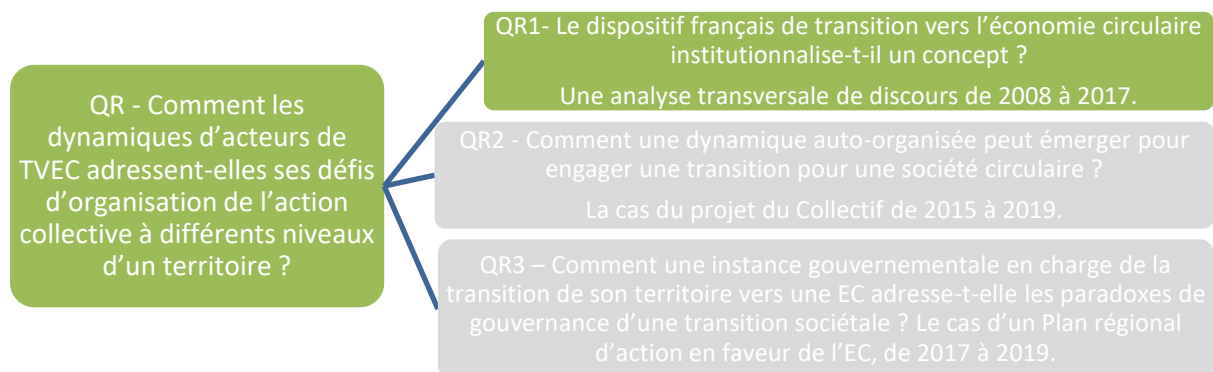 QR - Comment les
dynamiques d’acteurs de
TVEC adressent-elles ses défis
d’organisation de l’action
collective à différents niveaux
d’un territoire ?
QR1- Le dispositif français de transition vers l’économie circulaire
institutionnalise-t-il un concept ?
Une analyse transversale de discours de 2008 à 2017.
QR2 - Comment une dynamique auto-organisée peut émerger pour
engager une transition pour une société circulaire ?
La cas du projet du Collectif de 2015 à 2019.
QR3 – Comment une instance gouvernementale en charge de la
transition de son territoire vers une EC adresse-t-elle les paradoxes de
gouvernance d’une transition sociétale ? Le cas d’un Plan régional
d’action en faveur de l’EC, de 2017 à 2019.